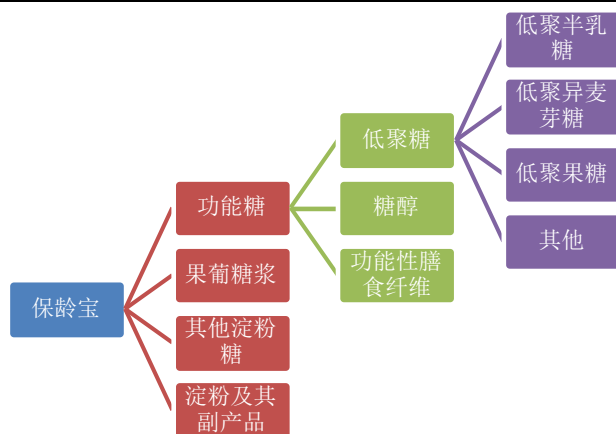 低聚半乳
糖
低聚异麦
芽糖
低聚糖
低聚果糖
功能糖
糖醇
其他
果葡糖浆
功能性膳
食纤维
保龄宝
其他淀粉
糖
淀粉及其
副产品